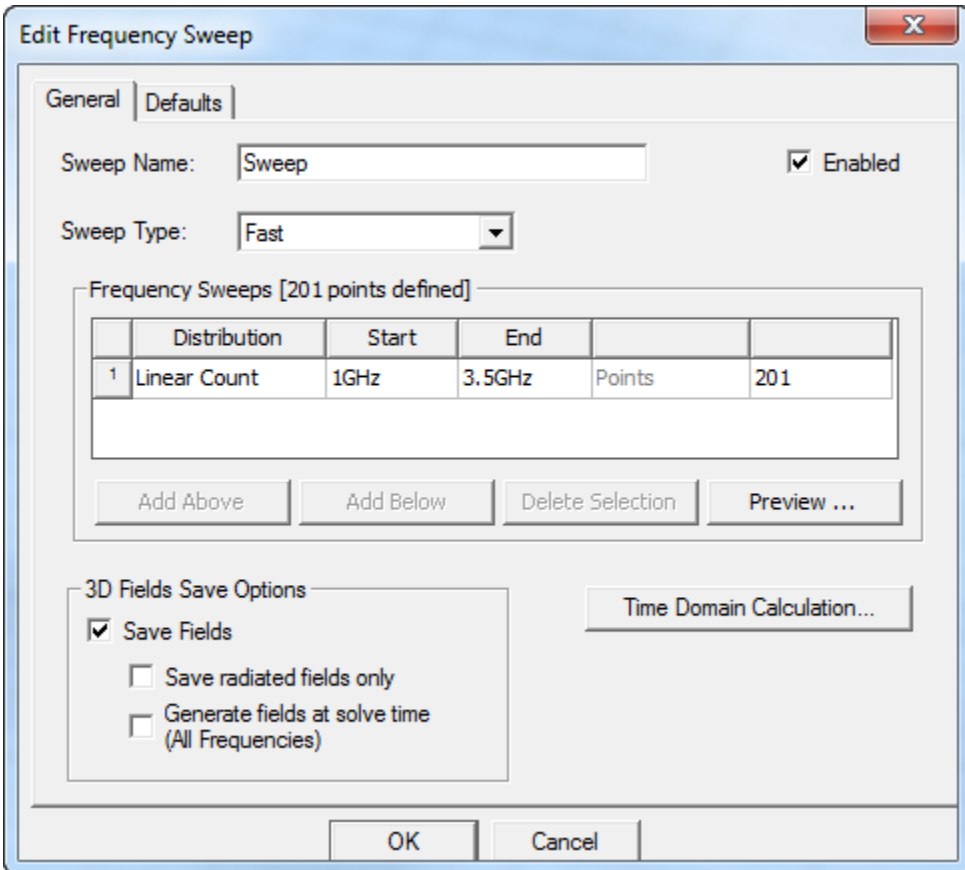 Edit Frequency Sweep
X
General Defaults
Sweep Name: Sweep Enabled
Sweep Type: Fast
Frequency Sweeps [201 points defined]
Distribution Start End
1 Linear Count 1GHz 3.5GHz Points 201
Add Above Add Below Delete Selection Preview ...
3D Fields Save Options
Time Domain Calculation...
Save Fields
Save radiated fields only
Generate fields at solve time
(All Frequencies)
OK Cancel